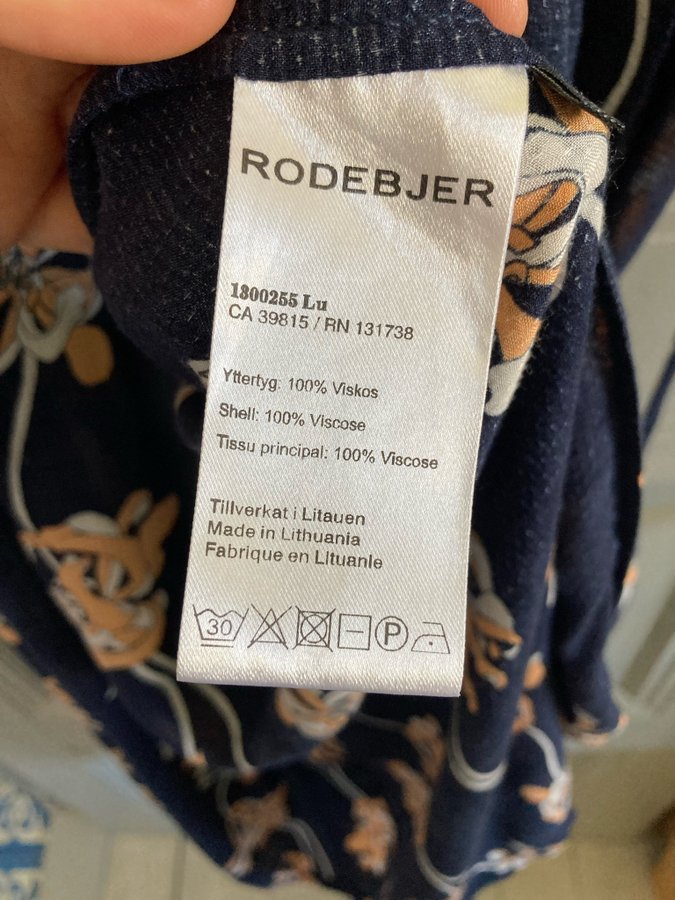 RODEBJER
1800255 Lu
CA 39815 / RN 131738
Yttertyg: 100% Viskos
Shell: 100% Viscose
Tissu principal: 100% Viscose
Tillverkat i Litauen
Made in Lithuania
Fabrique en Lituanie
30 P